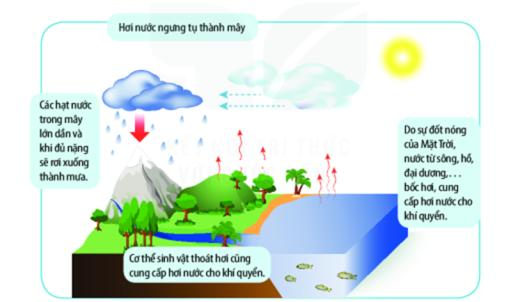 Hơi nước ngưng tụ thành mây
Các hạt nước
trong mây
lớn dần và
khi đủ nặng
sẽ rơi xuống
thành mưa.
Do sự đốt nóng
của Mặt Trời,
nước từ sông, hồ,
đại dương,...
bốc hơi, cung
cấp hơi nước cho
khí quyển.
Cơ thể sinh vật thoát hơi cũng
cung cấp hơi nước cho khí quyển.